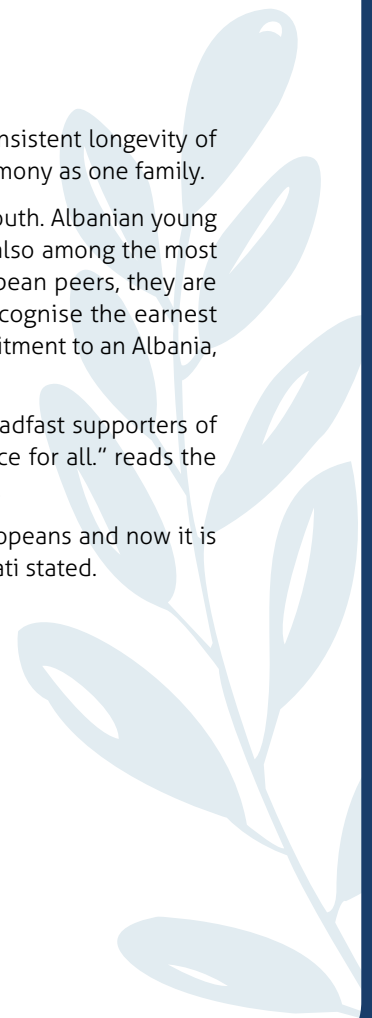 nsistent longevity of
mony as one family.
outh. Albanian young
also among the most
pean peers, they are
cognise the earnest
itment to an Albania,
adfast supporters of
ce for all." reads the
opeans and now it is
ati stated.